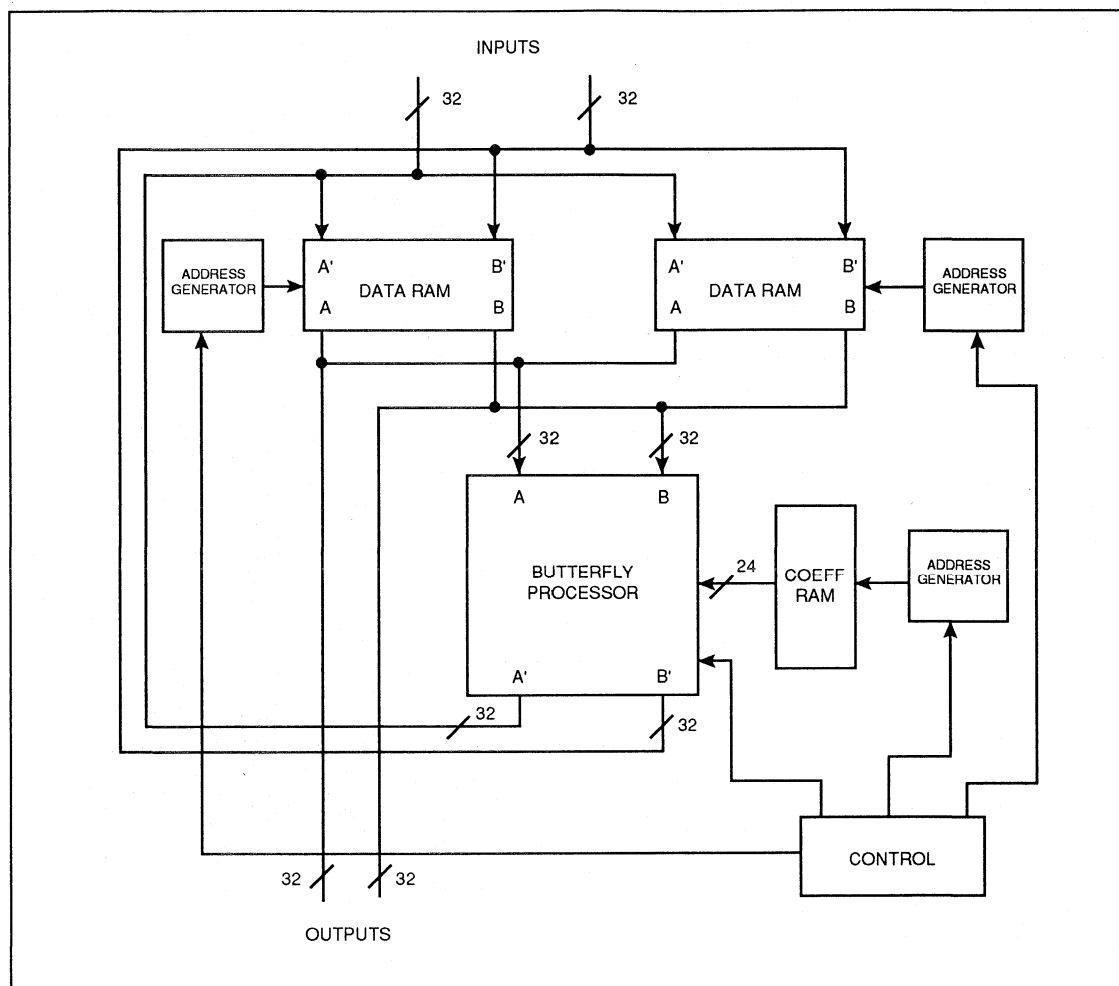 INPUTS
32
32
ADDRESS
GENERATOR
A'
B'
DATA RAM
A
B
A'
B'
DATA RAM
A
B
ADDRESS
GENERATOR
32
32
A
B
BUTTERFLY
PROCESSOR
24
COEFF
RAM
ADDRESS
GENERATOR
A'
B'
32
32
CONTROL
32
32
OUTPUTS